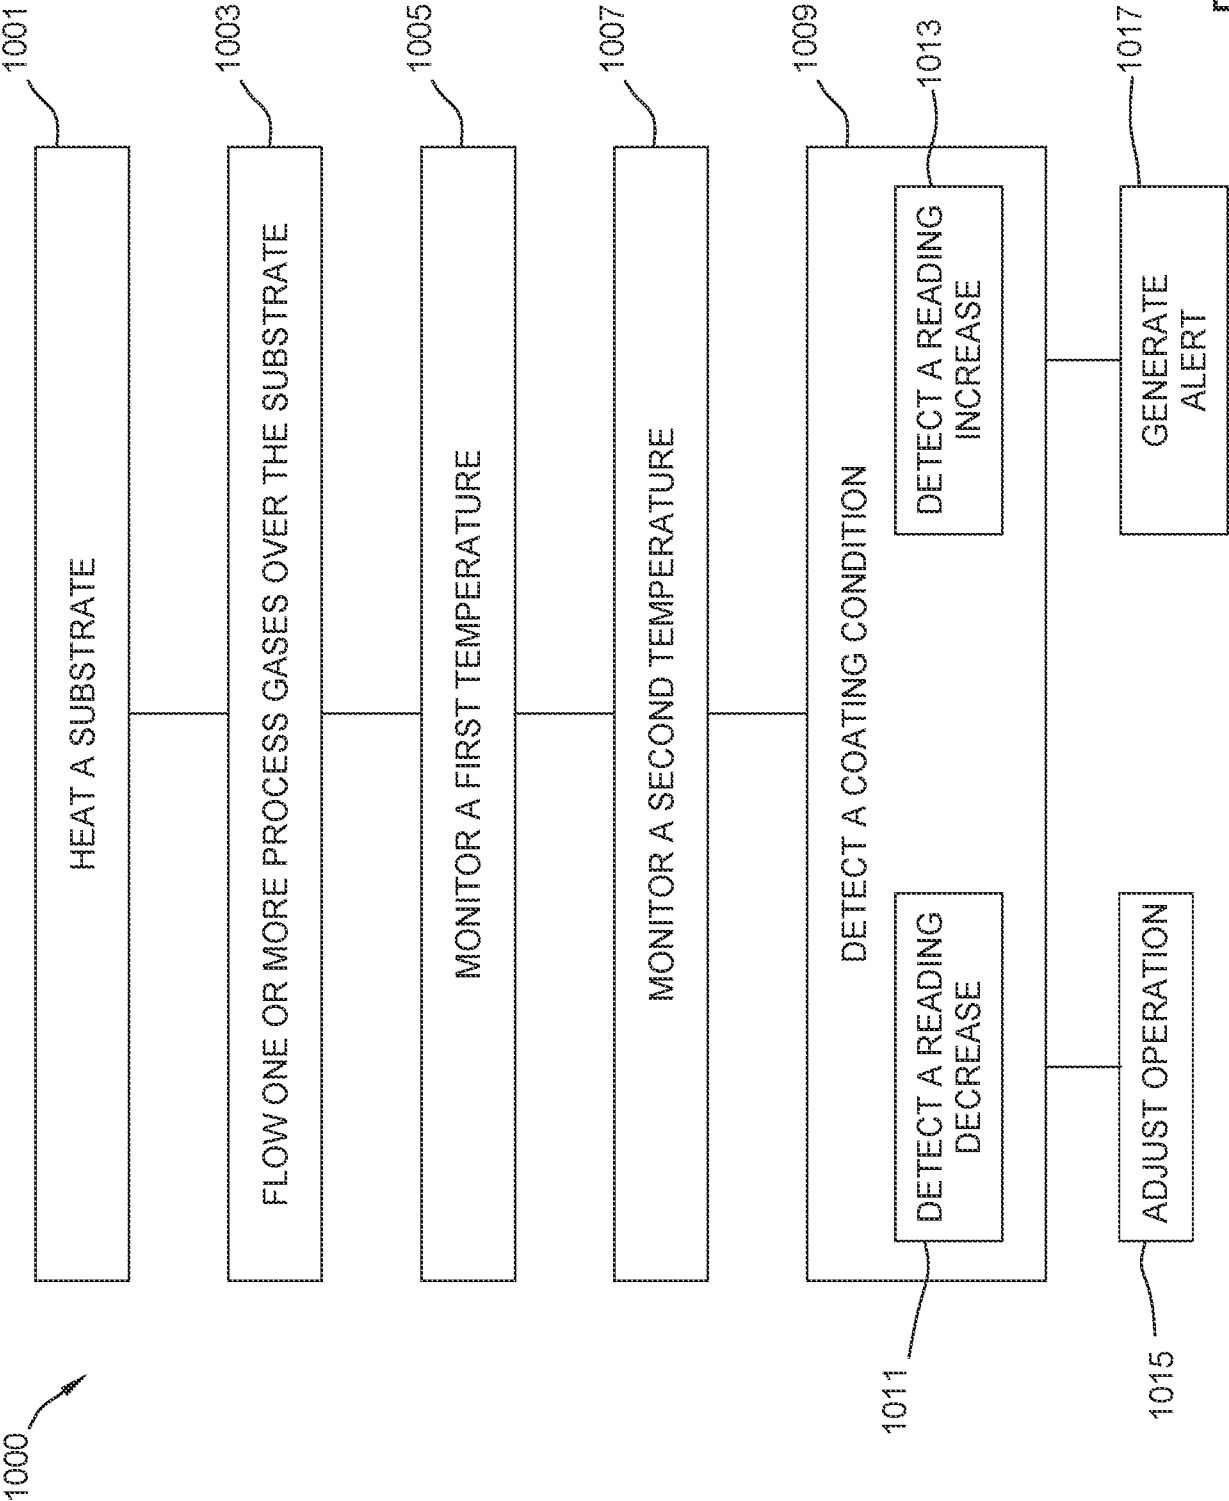 1000
1001
HEAT A SUBSTRATE
1003
FLOW ONE OR MORE PROCESS GASES OVER THE SUBSTRATE
1005
MONITOR A FIRST TEMPERATURE
1007
MONITOR A SECOND TEMPERATURE
1009
DETECT A COATING CONDITION
1011
DETECT A READING
DECREASE
1013
DETECT A READING
INCREASE
1015
ADJUST OPERATION
1017
GENERATE
ALERT